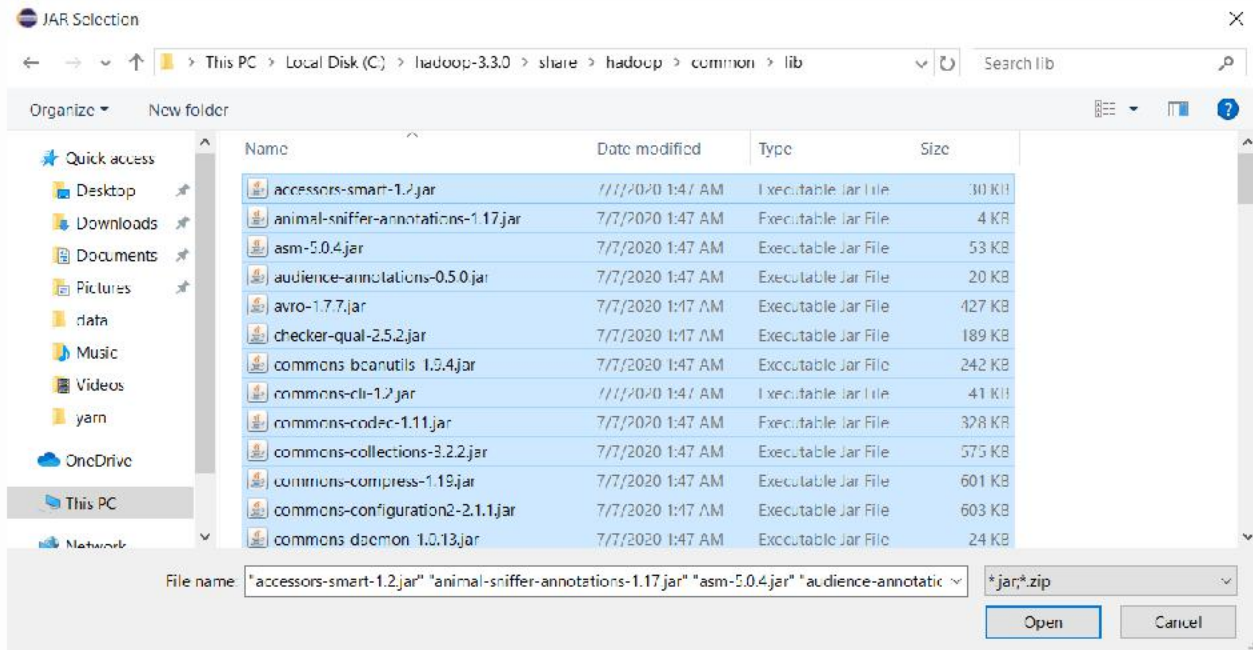 JAR Selection
This PC > Local Disk (C:) > hadoop-3.3.0 > share > hadoop > common > lib
Search lib
Organize
New folder
Quick access
Desktop
Downloads
Documents
Pictures
data
Music
Videos
yarn
OneDrive
This PC
Network
Name Date modified Type Size
accessors-smart-1.2.jar 7/7/2020 1:47 AM Executable Jar File 30 KB
animal-sniffer-annotations-1.17.jar 7/7/2020 1:47 AM Executable Jar File 4 KB
asm-5.0.4.jar 7/7/2020 1:47 AM Executable Jar File 53 KB
audience-annotations-0.5.0.jar 7/7/2020 1:47 AM Executable Jar File 20 KB
avro-1.7.7.jar 7/7/2020 1:47 AM Executable Jar File 427 KB
checker-qual-2.5.2.jar 7/7/2020 1:47 AM Executable Jar File 189 KB
commons-beanutils-1.9.4.jar 7/7/2020 1:47 AM Executable Jar File 242 KB
commons-cli-1.2.jar 7/7/2020 1:47 AM Executable Jar File 41 KB
commons-codec-1.11.jar 7/7/2020 1:47 AM Executable Jar File 328 KB
commons-collections-3.2.2.jar 7/7/2020 1:47 AM Executable Jar File 575 KB
commons-compress-1.19.jar 7/7/2020 1:47 AM Executable Jar File 601 KB
commons-configuration2-2.1.1.jar 7/7/2020 1:47 AM Executable Jar File 603 KB
commons-daemon-1.0.13.jar 7/7/2020 1:47 AM Executable Jar File 24 KB
File name: "accessors-smart-1.2.jar" "animal-sniffer-annotations-1.17.jar" "asm-5.0.4.jar" "audience-annotatic
*.jar;*.zip
Open
Cancel